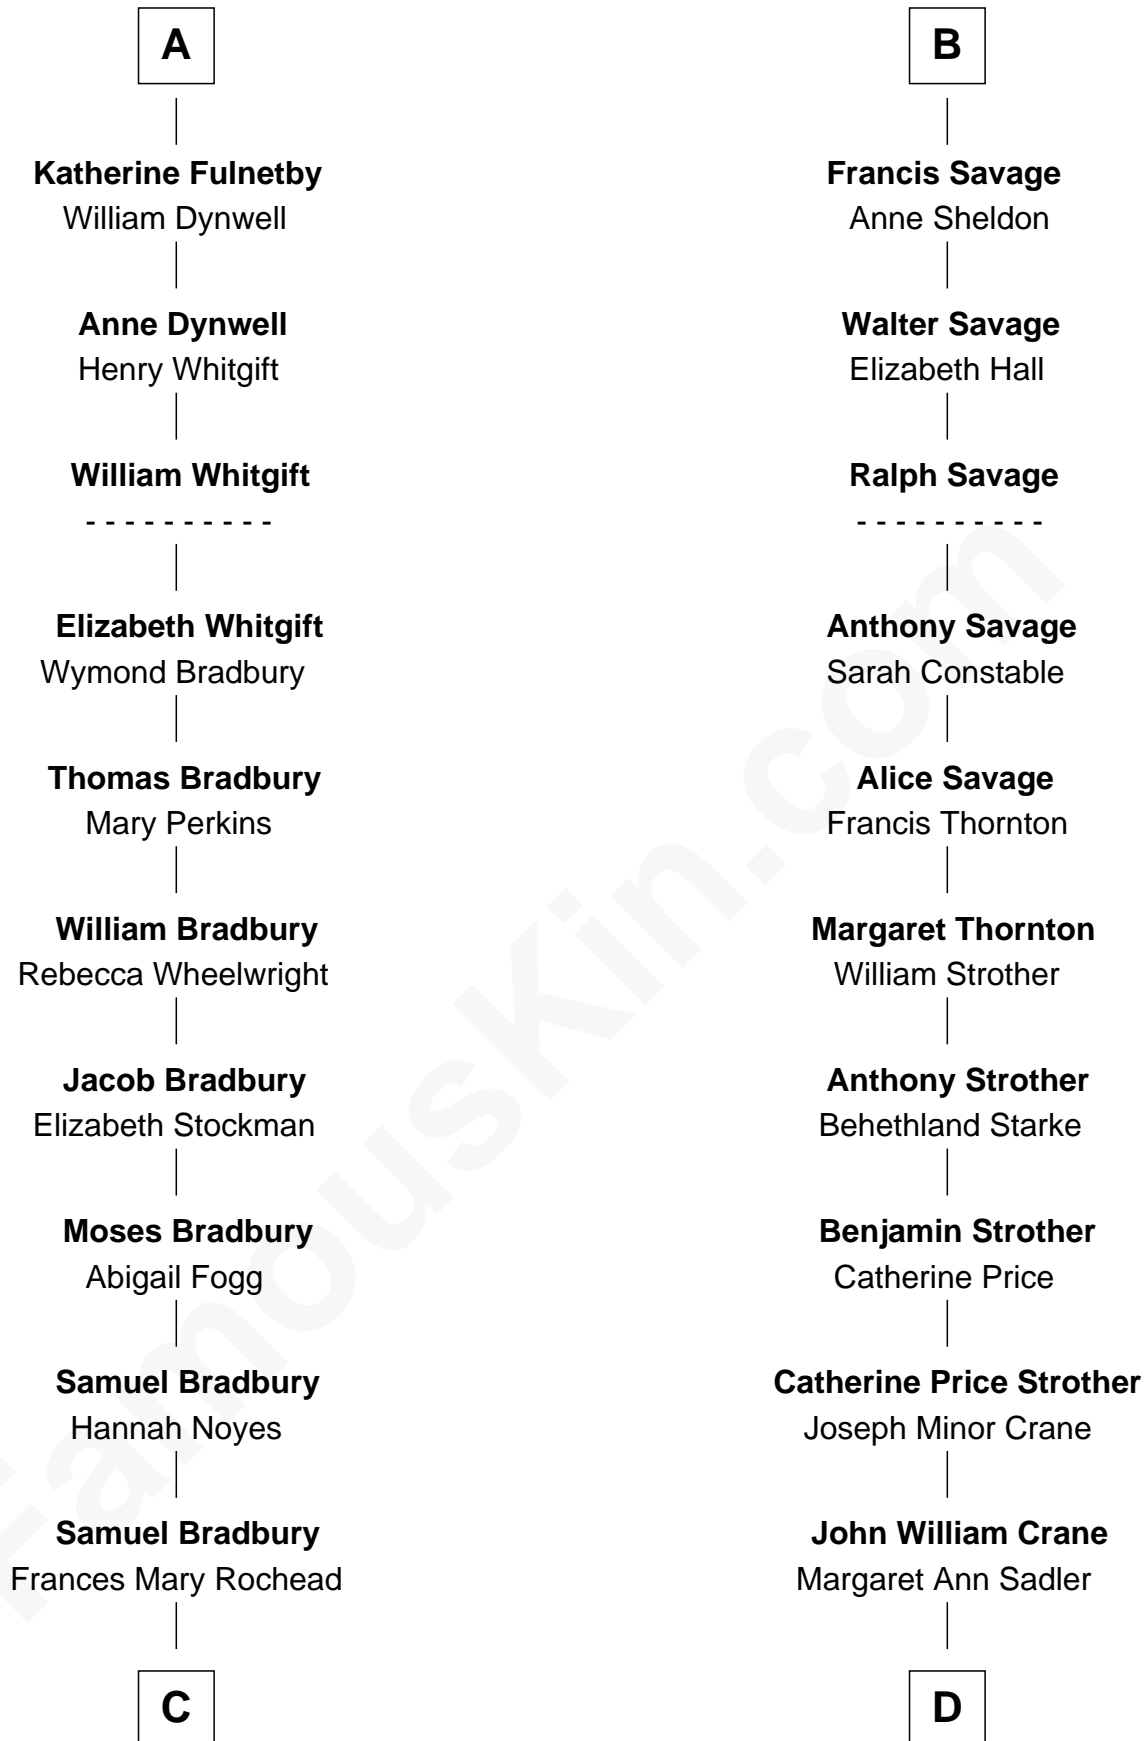 A
Katherine Fulnetby
William Dynwell
Anne Dynwell
Henry Whitgift
William Whitgift
- - - - - - - - - -
Elizabeth Whitgift
Wymond Bradbury
Thomas Bradbury
Mary Perkins
William Bradbury
Rebecca Wheelwright
Jacob Bradbury
Elizabeth Stockman
Moses Bradbury
Abigail Fogg
Samuel Bradbury
Hannah Noyes
Samuel Bradbury
Frances Mary Rochead
C
B
Francis Savage
Anne Sheldon
Walter Savage
Elizabeth Hall
Ralph Savage
- - - - - - - - - -
Anthony Savage
Sarah Constable
Alice Savage
Francis Thornton
Margaret Thornton
William Strother
Anthony Strother
Behethland Starke
Benjamin Strother
Catherine Price
Catherine Price Strother
Joseph Minor Crane
John William Crane
Margaret Ann Sadler
D
FamousKin.com